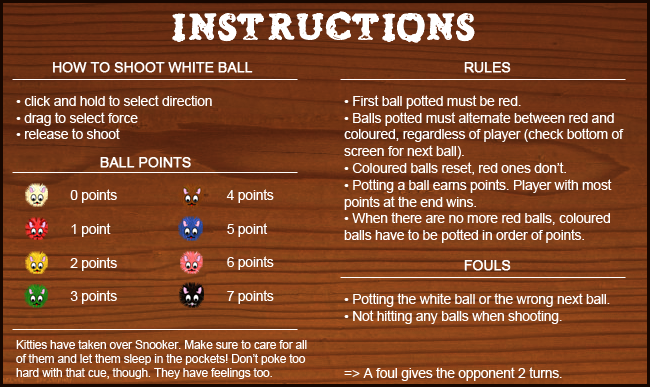 INSTRUCTIONS
HOW TO SHOOT WHITE BALL
• click and hold to select direction
• drag to select force
• release to shoot
BALL POINTS
0 points
4 points
1 point
5 point
2 points
6 points
3 points
7 points
Kitties have taken over Snooker. Make sure to care for all
of them and let them sleep in the pockets! Don't poke too
hard with that cue, though. They have feelings too.
RULES
• First ball potted must be red.
• Balls potted must alternate between red and
coloured, regardless of player (check bottom of
screen for next ball).
• Coloured balls reset, red ones don't.
• Potting a ball earns points. Player with most
points at the end wins.
• When there are no more red balls, coloured
balls have to be potted in order of points.
FOULS
• Potting the white ball or the wrong next ball.
• Not hitting any balls when shooting.
=> A foul gives the opponent 2 turns.